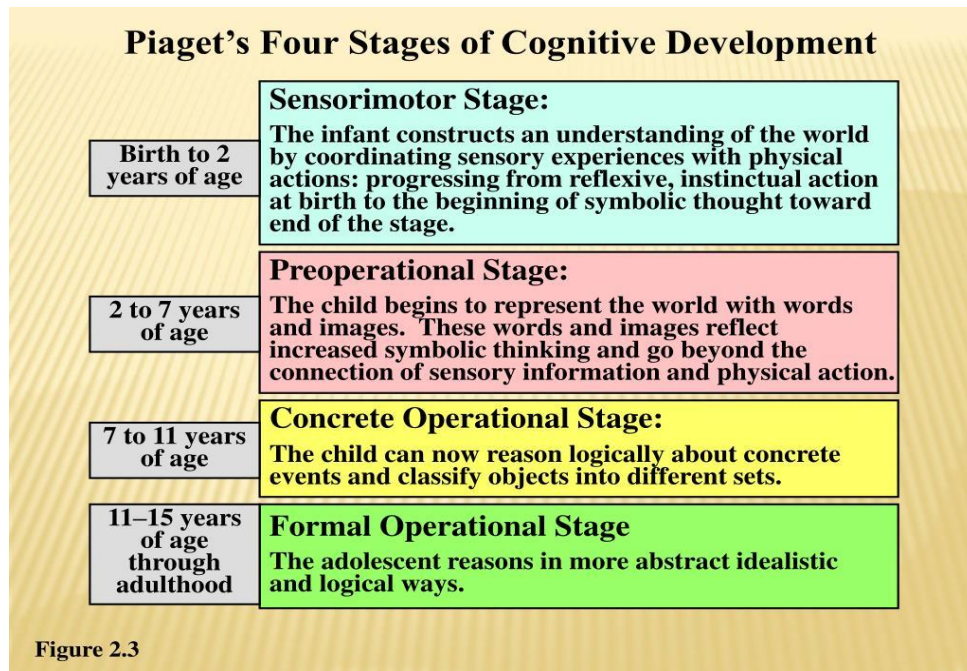 Piaget's Four Stages of Cognitive Development
Birth to 2
years of age
Sensorimotor Stage:
The infant constructs an understanding of the world
by coordinating sensory experiences with physical
actions: progressing from reflexive, instinctual action
at birth to the beginning of symbolic thought toward
end of the stage.
2 to 7 years
of age
Preoperational Stage:
The child begins to represent the world with words
and images.  These words and images reflect
increased symbolic thinking and go beyond the
connection of sensory information and physical action.
7 to 11 years
of age
Concrete Operational Stage:
The child can now reason logically about concrete
events and classify objects into different sets.
11–15 years
of age
through
adulthood
Formal Operational Stage
The adolescent reasons in more abstract idealistic
and logical ways.
Figure 2.3